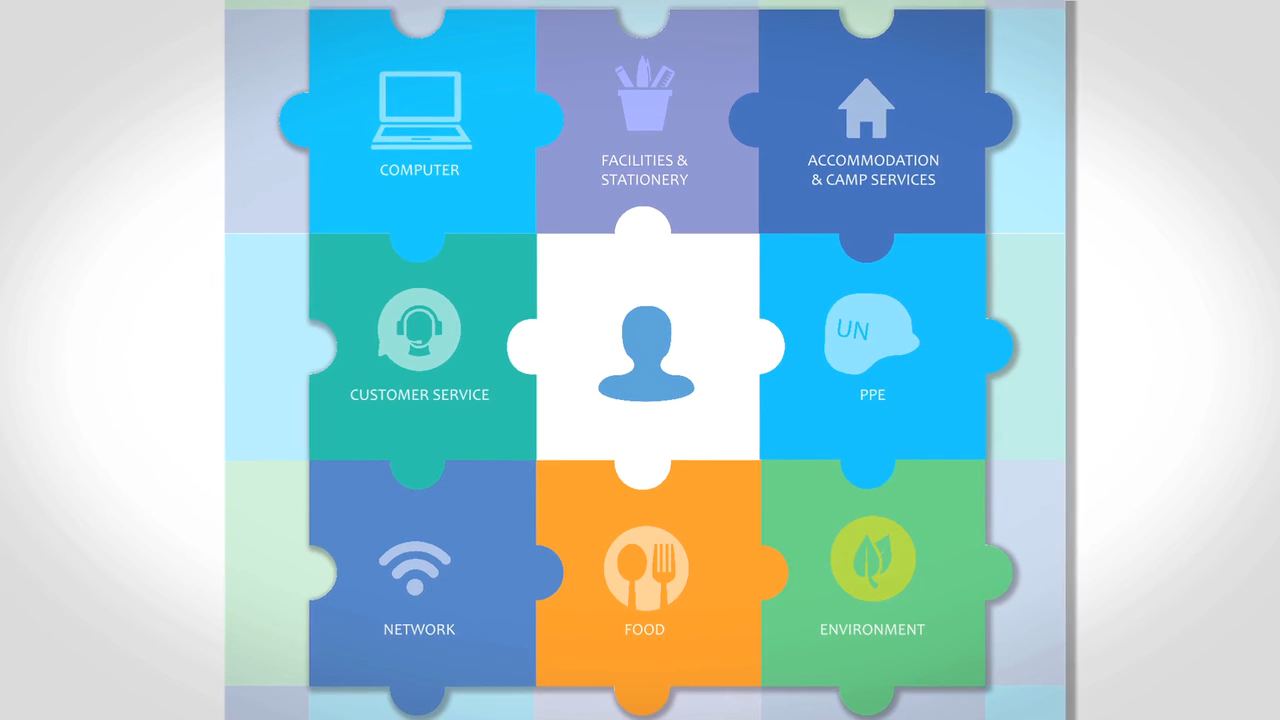 COMPUTER
FACILITIES &
STATIONERY
ACCOMMODATION
& CAMP SERVICES
CUSTOMER SERVICE
UN
PPE
NETWORK
FOOD
ENVIRONMENT